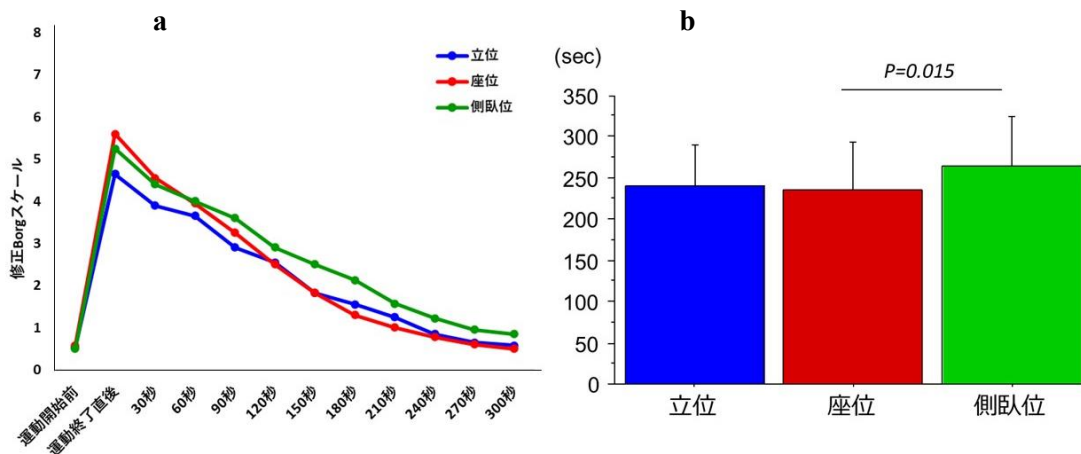 a
8
7
6
5
4
3
2
1
0
修正Borgスケール
立位
座位
側臥位
運動開始前
運動終了直後
30秒
60秒
90秒
120秒
150秒
180秒
210秒
240秒
270秒
300秒
b
(sec)
P=0.015
350
300
250
200
150
100
50
0
立位
座位
側臥位